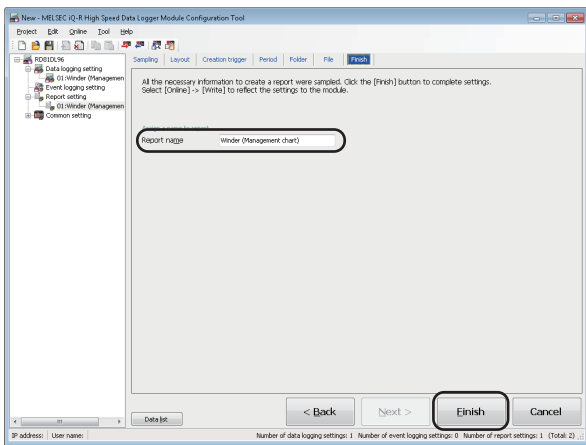 New - MELSEC iQ-R High Speed Data Logger Module Configuration Tool
Project Edit Online Tool Help
RD81DL96
Data logging setting
01:Winder (Managemen
Event logging setting
Report setting
01:Winder (Managemen
Common setting
Sampling Layout Creation trigger Period Folder File Finish
All the necessary information to create a report were sampled. Click the [Finish] button to complete settings.
Select [Online] -> [Write] to reflect the settings to the module.
Report name Winder (Management chart)
Data list
< Back Next > Finish Cancel
IP address: User name: Number of data logging settings: 1 Number of event logging settings: 0 Number of report settings: 1 (Total: 2)